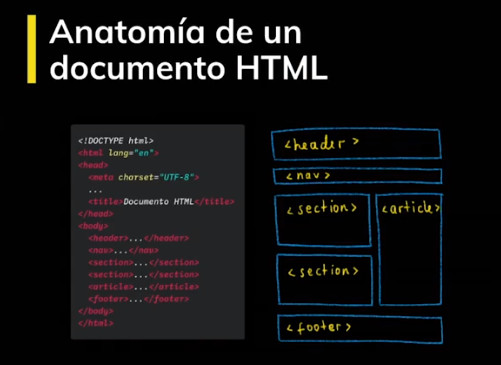 Anatomía de un
documento HTML
<!DOCTYPE html>
<html lang="en">
<head>
<meta charset="UTF-8">
...
<title>Documento HTML</title>
</head>
<body>
<header>...</header>
<nav>...</nav>
<section>...</section>
<section>...</section>
<article>...</article>
<footer>...</footer>
</body>
</html>
<header>
<nav>
<section>
<article>
<section>
<footer>